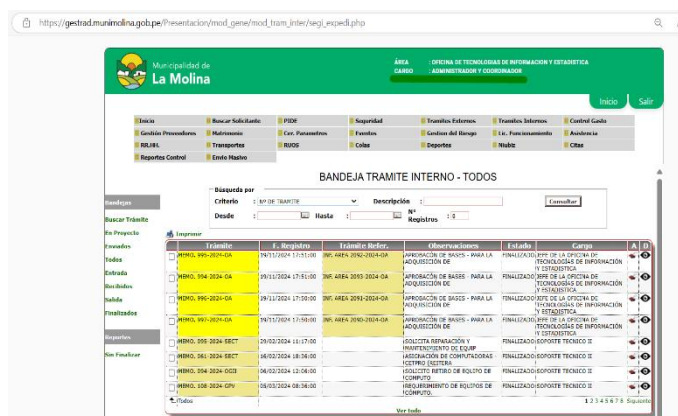 https://gestrad.munimolina.gob.pe/Presentacion/mod_gene/mod_tram_inter/segi_expedi.php
Municipalidad de
La Molina
ÁREA : OFICINA DE TECNOLOGIAS DE INFORMACION Y ESTADISTICA
CARGO : ADMINISTRADOR Y COORDINADOR
Inicio Salir
Inicio Buscar Solicitante PSDE Seguridad Tramites Externos Tramites Internos Control Gasto
Gestión Proveedores Matrimonio Cer. Parametros Eventos Gestion del Riesgo Lic. Funcionamiento Asistencia
RR.HH. Transportes RUOS Colas Deportes Niubiz Citas
Reportes Control Envio Masivo
BANDEJA TRAMITE INTERNO - TODOS
Búsqueda por
Criterio : Nº DE TRAMITE Descripción : Consultar
Desde : Hasta : Nº Registros : 8
Bandejas
Buscar Trámite
En Proyecto
Enviados
Todos
Entrada
Recibidos
Salida
Finalizados
Reportes
Sin Finalizar
Imprimir
Trámite F. Registro Trámite Refer. Observaciones Estado Cargo A D
MEMO. 995-2024-OA 19/11/2024 17:51:00 INF. AREA 2092-2024-OA APROBACIÓN DE BASES - PARA LA ADQUISICIÓN DE FINALIZADO JEFE DE LA OFICINA DE TECNOLOGÍAS DE INFORMACIÓN Y ESTADISTICA
MEMO. 994-2024-OA 19/11/2024 17:51:00 INF. AREA 2093-2024-OA APROBACIÓN DE BASES - PARA LA ADQUISICIÓN DE FINALIZADO JEFE DE LA OFICINA DE TECNOLOGÍAS DE INFORMACIÓN Y ESTADISTICA
MEMO. 996-2024-OA 19/11/2024 17:50:00 INF. AREA 2091-2024-OA APROBACIÓN DE BASES - PARA LA ADQUISICIÓN DE FINALIZADO JEFE DE LA OFICINA DE TECNOLOGÍAS DE INFORMACIÓN Y ESTADISTICA
MEMO. 997-2024-OA 19/11/2024 17:50:00 INF. AREA 2090-2024-OA APROBACIÓN DE BASES - PARA LA ADQUISICIÓN DE FINALIZADO JEFE DE LA OFICINA DE TECNOLOGÍAS DE INFORMACIÓN Y ESTADISTICA
MEMO. 095-2024-SECT 29/02/2024 11:17:00 SOLICITA REPARACIÓN Y MANTENIMIENTO DE EQUIP FINALIZADO SOPORTE TECNICO II
MEMO. 061-2024-SECT 16/02/2024 10:36:00 ASIGNACIÓN DE COMPUTADORAS - CETPRO (REITERA FINALIZADO SOPORTE TECNICO II
MEMO. 094-2024-OGII 01/02/2024 12:06:00 SOLICITO RETIRO DE EQUIPO DE COMPUTO FINALIZADO SOPORTE TECNICO II
MEMO. 108-2024-GPV 05/03/2024 08:36:00 REQUERIMIENTO DE EQUIPOS DE COMPUTO. FINALIZADO SOPORTE TECNICO II
Todos 1 2 3 4 5 6 7 8 Siguiente
Ver todo